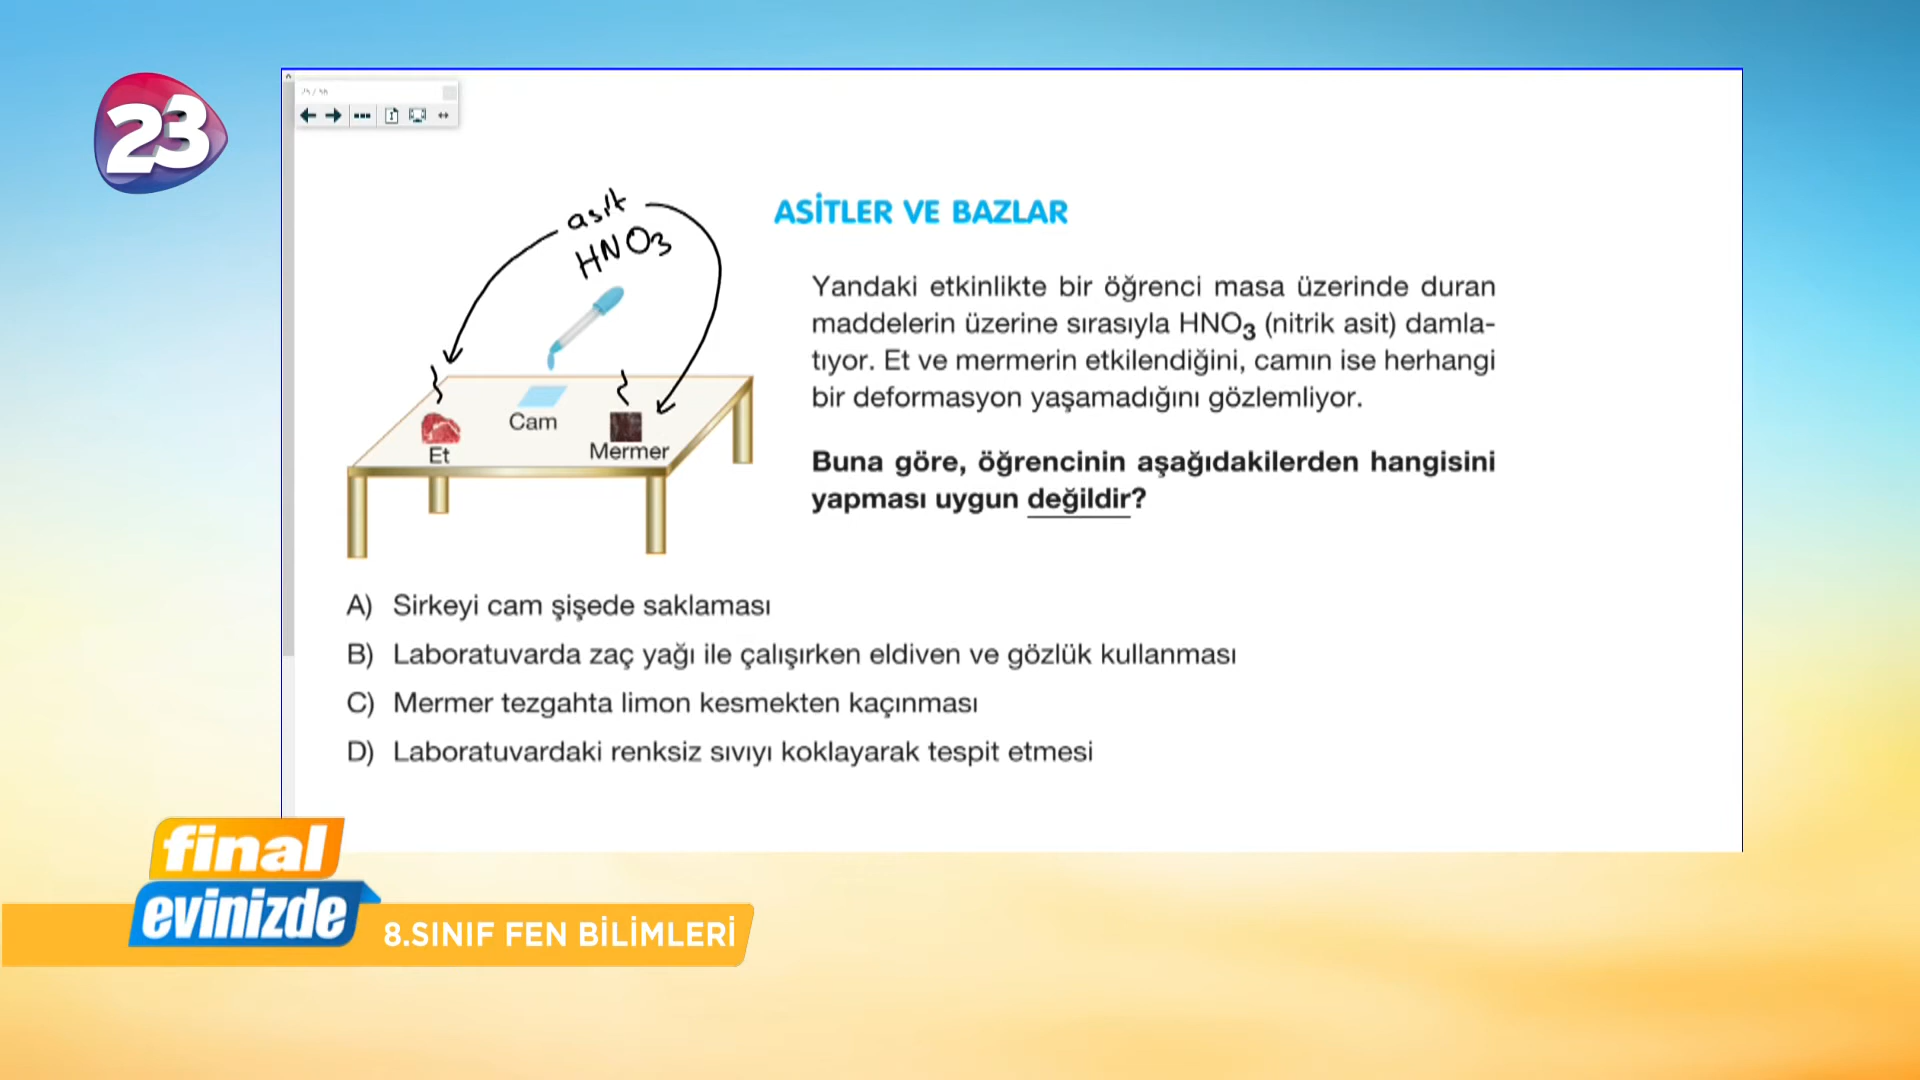 23
asit
HNO3
ASİTLER VE BAZLAR
Yandaki etkinlikte bir öğrenci masa üzerinde duran
maddelerin üzerine sırasıyla HNO3 (nitrik asit) damla-
tıyor. Et ve mermerin etkilendiğini, camın ise herhangi
bir deformasyon yaşamadığını gözlemliyor.
Cam
Et
Mermer
Buna göre, öğrencinin aşağıdakilerden hangisini
yapması uygun değildir?
A) Sirkeyi cam şişede saklaması
B) Laboratuvarda zaç yağı ile çalışırken eldiven ve gözlük kullanması
C) Mermer tezgahta limon kesmekten kaçınması
D) Laboratuvardaki renksiz sıvıyı koklayarak tespit etmesi
final
evinizde
8.SINIF FEN BİLİMLERİ